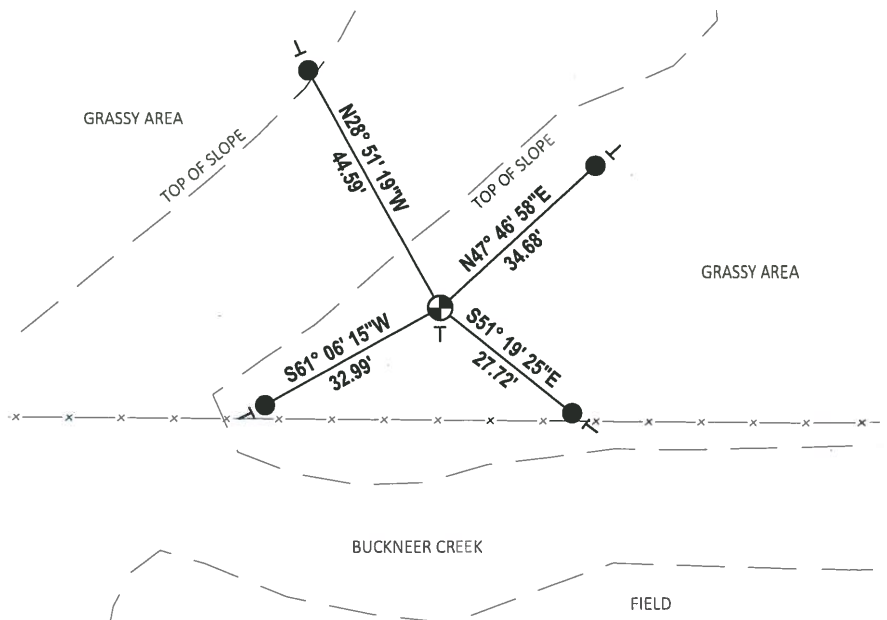 T
GRASSY AREA
TOP OF SLOPE
N28° 51' 19"W
44.59'
TOP OF SLOPE
T
N47° 46' 58"E
34.68'
GRASSY AREA
T
S61° 06' 15"W
32.99'
S51° 19' 25"E
27.72'
T
T
BUCKNEER CREEK
FIELD